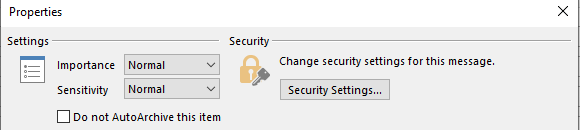 Properties
Settings
Security
Importance Normal
Change security settings for this message.
Sensitivity Normal
Security Settings...
Do not AutoArchive this item